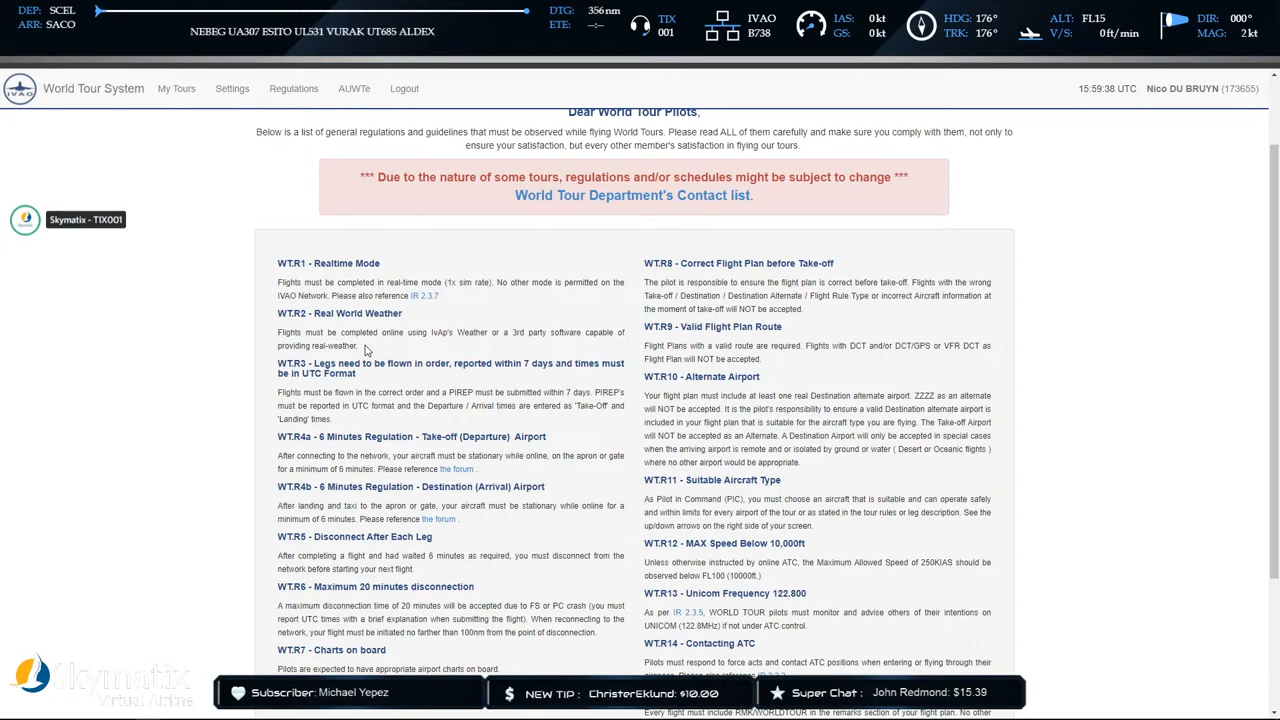 DEP: SCEL
ARR: SACO
NEBEG UA307 ESITO UL531 VURAK UT685 ALDEX
DTG: 356 nm
ETE: --:--
TIX
001
IVAO
B738
IAS: 0 kt
GS: 0 kt
HDG: 176°
TRK: 176°
ALT: FL15
V/S: 0 ft/min
DIR: 000°
MAG: 2 kt
IVAO
World Tour System
My Tours
Settings
Regulations
AUWTe
Logout
15:59:38 UTC
Nico DU BRUYN (173655)
Dear World Tour Pilots,
Below is a list of general regulations and guidelines that must be observed while flying World Tours. Please read ALL of them carefully and make sure you comply with them, not only to
ensure your satisfaction, but every other member's satisfaction in flying our tours.
*** Due to the nature of some tours, regulations and/or schedules might be subject to change ***
World Tour Department's Contact list.
Skymatix - TIX001
WT.R1 - Realtime Mode
Flights must be completed in real-time mode (1x sim rate). No other mode is permitted on the
IVAO Network. Please also reference IR 2.3.7
WT.R2 - Real World Weather
Flights must be completed online using IvAp's Weather or a 3rd party software capable of
providing real-weather.
WT.R3 - Legs need to be flown in order, reported within 7 days and times must
be in UTC Format
Flights must be flown in the correct order and a PIREP must be submitted within 7 days. PIREP's
must be reported in UTC format and the Departure / Arrival times are entered as 'Take-Off' and
'Landing' times.
WT.R4a - 6 Minutes Regulation - Take-off (Departure) Airport
After connecting to the network, your aircraft must be stationary while online, on the apron or gate
for a minimum of 6 minutes. Please reference the forum .
WT.R4b - 6 Minutes Regulation - Destination (Arrival) Airport
After landing and taxi to the apron or gate, your aircraft must be stationary while online for a
minimum of 6 minutes. Please reference the forum .
WT.R5 - Disconnect After Each Leg
After completing a flight and had waited 6 minutes as required, you must disconnect from the
network before starting your next flight.
WT.R6 - Maximum 20 minutes disconnection
A maximum disconnection time of 20 minutes will be accepted due to FS or PC crash (you must
report UTC times with a brief explanation when submitting the flight). When reconnecting to the
network, your flight must be initiated no farther than 100nm from the point of disconnection.
WT.R7 - Charts on board
Pilots are expected to have appropriate airport charts on board.
WT.R8 - Correct Flight Plan before Take-off
The pilot is responsible to ensure the flight plan is correct before take-off. Flights with the wrong
Take-off / Destination / Destination Alternate / Flight Rule Type or incorrect Aircraft information at
the moment of take-off will NOT be accepted.
WT.R9 - Valid Flight Plan Route
Flight Plans with a valid route are required. Flights with DCT and/or DCT/GPS or VFR DCT as
Flight Plan will NOT be accepted.
WT.R10 - Alternate Airport
Your flight plan must include at least one real Destination alternate airport. ZZZZ as an alternate
will NOT be accepted. It is the pilot's responsibility to ensure a valid Destination alternate airport is
included in your flight plan that is suitable for the aircraft type you are flying. The Take-off Airport
will NOT be accepted as an Alternate. A Destination Airport will only be accepted in special cases
when the arriving airport is remote and or isolated by ground or water ( Desert or Oceanic flights )
where no other airport would be appropriate.
WT.R11 - Suitable Aircraft Type
As Pilot in Command (PIC), you must choose an aircraft that is suitable and can operate safely
and within limits for every airport of the tour or as stated in the tour rules or leg description. See the
up/down arrows on the right side of your screen.
WT.R12 - MAX Speed Below 10,000ft
Unless otherwise instructed by online ATC, the Maximum Allowed Speed of 250KIAS should be
observed below FL100 (10000ft.)
WT.R13 - Unicom Frequency 122.800
As per IR 2.3.5, WORLD TOUR pilots must monitor and advise others of their intentions on
UNICOM (122.8MHz) if not under ATC control.
WT.R14 - Contacting ATC
Pilots must respond to force acts and contact ATC positions when entering or flying through their
Every flight must include RMK/WORLDTOUR in the remarks section of your flight plan. No other
Skymatix
Virtual Airline
Subscriber: Michael Yepez
$ NEW TIP : ChristerEklund: $10.00
Super Chat : John Redmond: $15.39